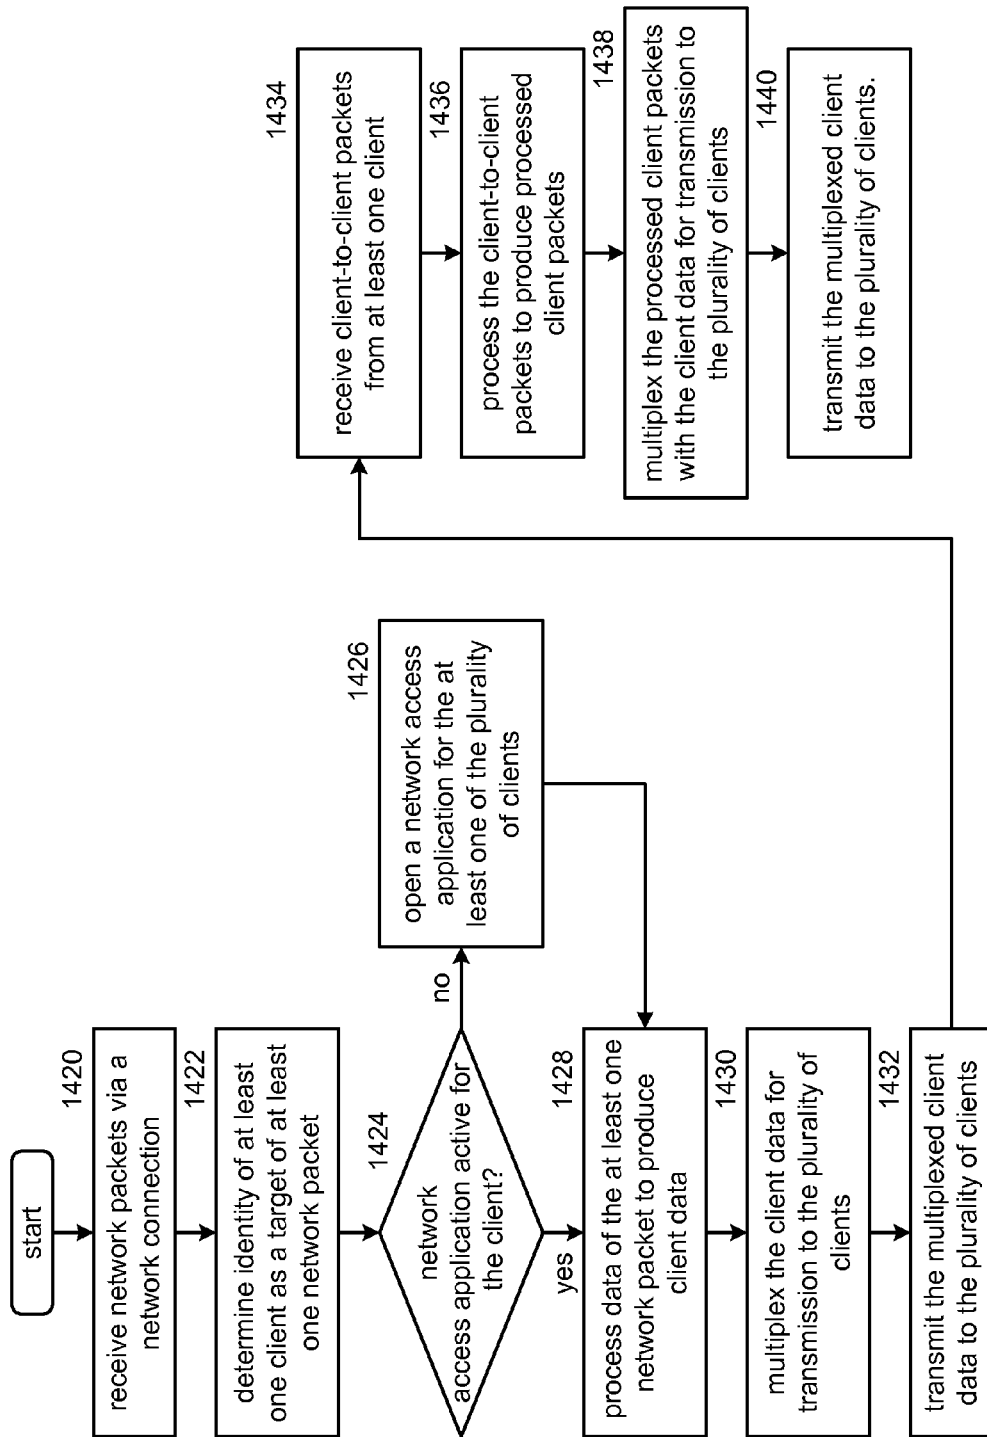 start
1420
receive network packets via a
network connection
1422
determine identity of at least
one client as a target of at least
one network packet
1424
network
access application active for
the client?
no
yes
1426
open a network access
application for the at
least one of the plurality
of clients
1428
process data of the at least one
network packet to produce
client data
1430
multiplex the client data for
transmission to the plurality of
clients
1432
transmit the multiplexed client
data to the plurality of clients
1434
receive client-to-client packets
from at least one client
1436
process the client-to-client
packets to produce processed
client packets
1438
multiplex the processed client packets
with the client data for transmission to
the plurality of clients
1440
transmit the multiplexed client
data to the plurality of clients.